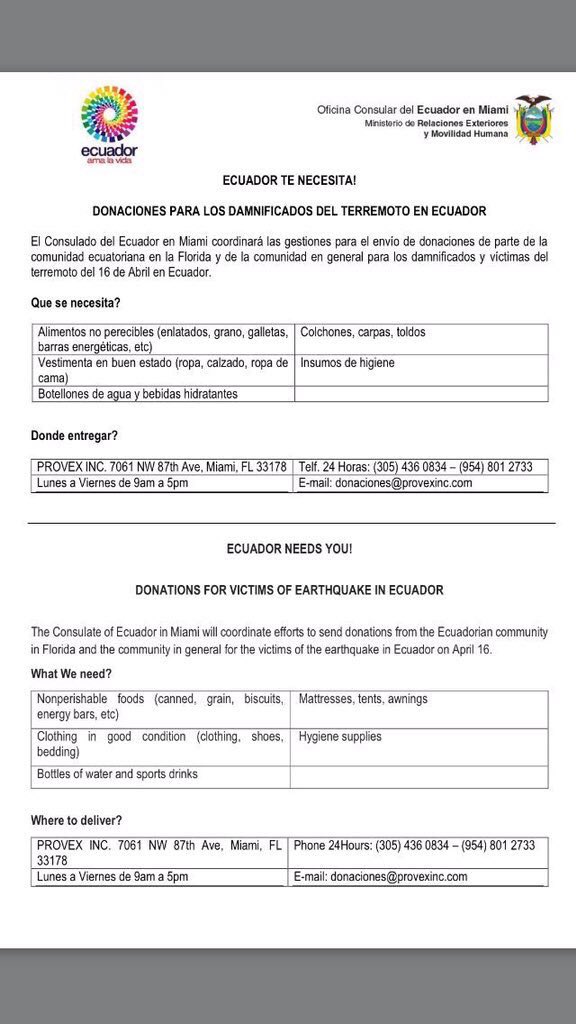 ecuador
ama la vida
Oficina Consular del Ecuador en Miami
Ministerio de Relaciones Exteriores
y Movilidad Humana
ECUADOR TE NECESITA!
DONACIONES PARA LOS DAMNIFICADOS DEL TERREMOTO EN ECUADOR
El Consulado del Ecuador en Miami coordinará las gestiones para el envío de donaciones de parte de la
comunidad ecuatoriana en la Florida y de la comunidad en general para los damnificados y víctimas del
terremoto del 16 de Abril en Ecuador.
Que se necesita?
Alimentos no perecibles (enlatados, grano, galletas,
barras energéticas, etc)
Colchones, carpas, toldos
Vestimenta en buen estado (ropa, calzado, ropa de
cama)
Insumos de higiene
Botellones de agua y bebidas hidratantes
Donde entregar?
PROVEX INC. 7061 NW 87th Ave, Miami, FL 33178
Telf. 24 Horas: (305) 436 0834 – (954) 801 2733
Lunes a Viernes de 9am a 5pm
E-mail: donaciones@provexinc.com
ECUADOR NEEDS YOU!
DONATIONS FOR VICTIMS OF EARTHQUAKE IN ECUADOR
The Consulate of Ecuador in Miami will coordinate efforts to send donations from the Ecuadorian community
in Florida and the community in general for the victims of the earthquake in Ecuador on April 16.
What We need?
Nonperishable foods (canned, grain, biscuits,
energy bars, etc)
Mattresses, tents, awnings
Clothing in good condition (clothing, shoes,
bedding)
Hygiene supplies
Bottles of water and sports drinks
Where to deliver?
PROVEX INC. 7061 NW 87th Ave, Miami, FL
33178
Phone 24Hours: (305) 436 0834 – (954) 801 2733
Lunes a Viernes de 9am a 5pm
E-mail: donaciones@provexinc.com